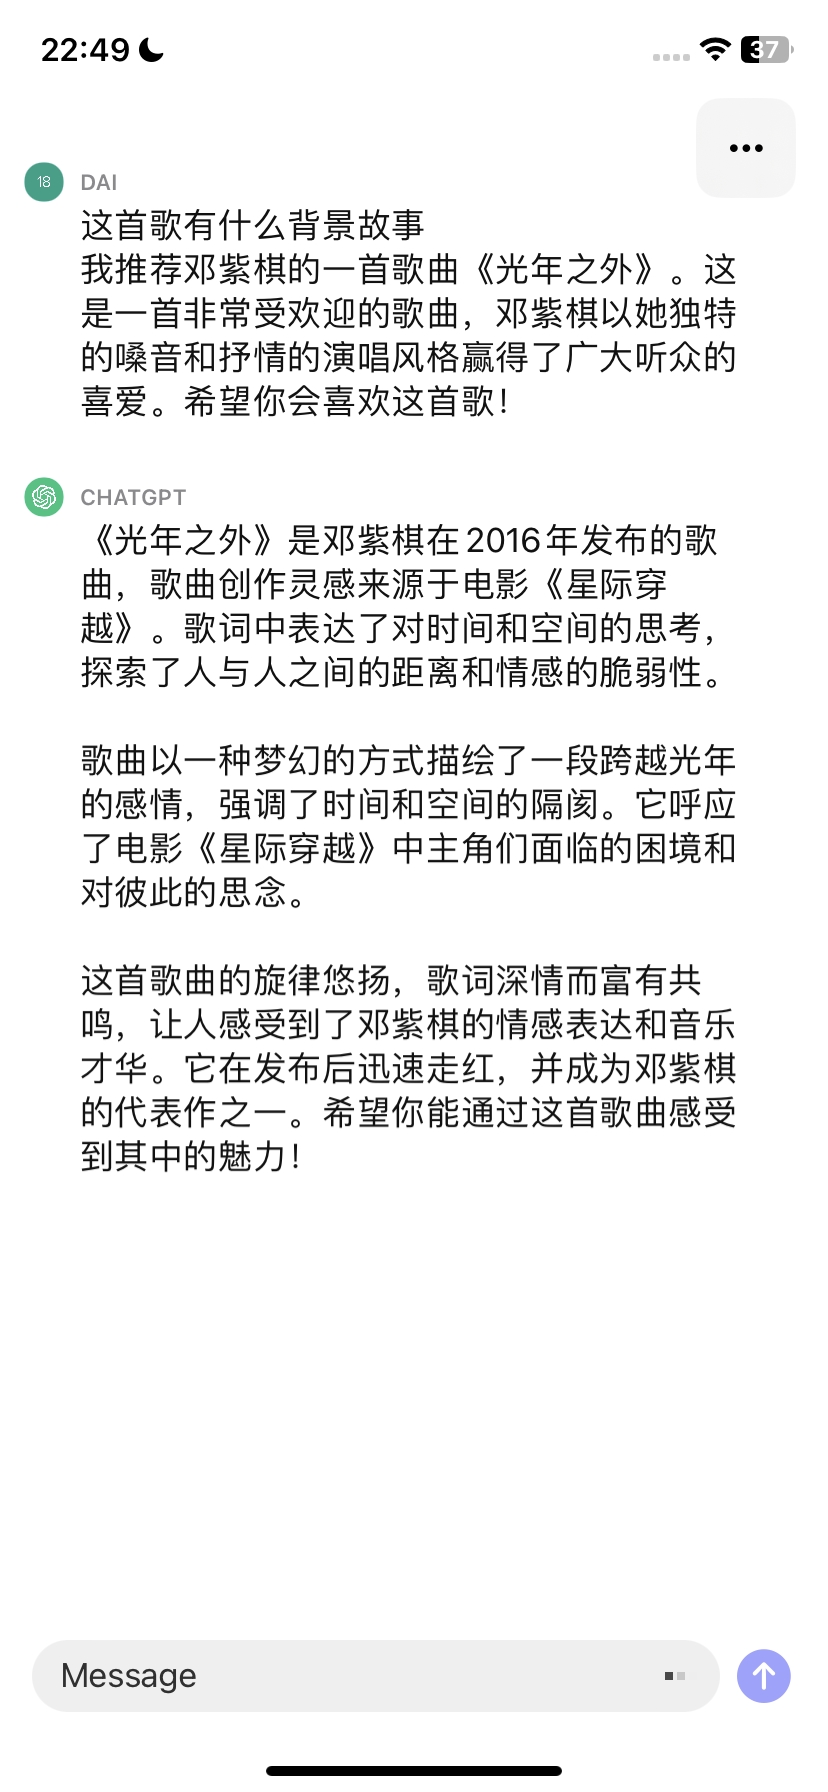 22:49
37
18
DAI
这首歌有什么背景故事
我推荐邓紫棋的一首歌曲《光年之外》。这
是一首非常受欢迎的歌曲，邓紫棋以她独特
的嗓音和抒情的演唱风格赢得了广大听众的
喜爱。希望你会喜欢这首歌！
CHATGPT
《光年之外》是邓紫棋在2016年发布的歌
曲，歌曲创作灵感来源于电影《星际穿
越》。歌词中表达了对时间和空间的思考，
探索了人与人之间的距离和情感的脆弱性。
歌曲以一种梦幻的方式描绘了一段跨越光年
的感情，强调了时间和空间的隔阂。它呼应
了电影《星际穿越》中主角们面临的困境和
对彼此的思念。
这首歌曲的旋律悠扬，歌词深情而富有共
鸣，让人感受到了邓紫棋的情感表达和音乐
才华。它在发布后迅速走红，并成为邓紫棋
的代表作之一。希望你能通过这首歌曲感受
到其中的魅力！
Message